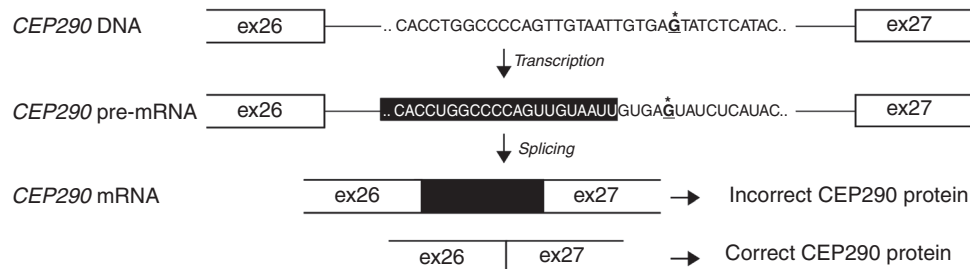 CEP290 DNA ex26 .. CACCTGGCCCCAGTTGTAATTGTGAGTATCTCATAC.. ex27
*
Transcription
CEP290 pre-mRNA ex26 .. CACCUGGCCCCAGUUGUAAUUGUGAGUAUCUCAUAC.. ex27
*
Splicing
CEP290 mRNA ex26 ex27 Incorrect CEP290 protein
ex26 ex27 Correct CEP290 protein